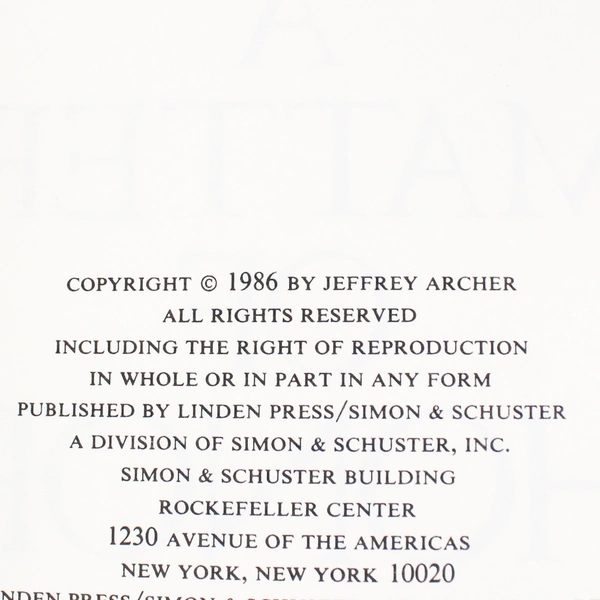 COPYRIGHT © 1986 BY JEFFREY ARCHER
ALL RIGHTS RESERVED
INCLUDING THE RIGHT OF REPRODUCTION
IN WHOLE OR IN PART IN ANY FORM
PUBLISHED BY LINDEN PRESS/SIMON & SCHUSTER
A DIVISION OF SIMON & SCHUSTER, INC.
SIMON & SCHUSTER BUILDING
ROCKEFELLER CENTER
1230 AVENUE OF THE AMERICAS
NEW YORK, NEW YORK 10020